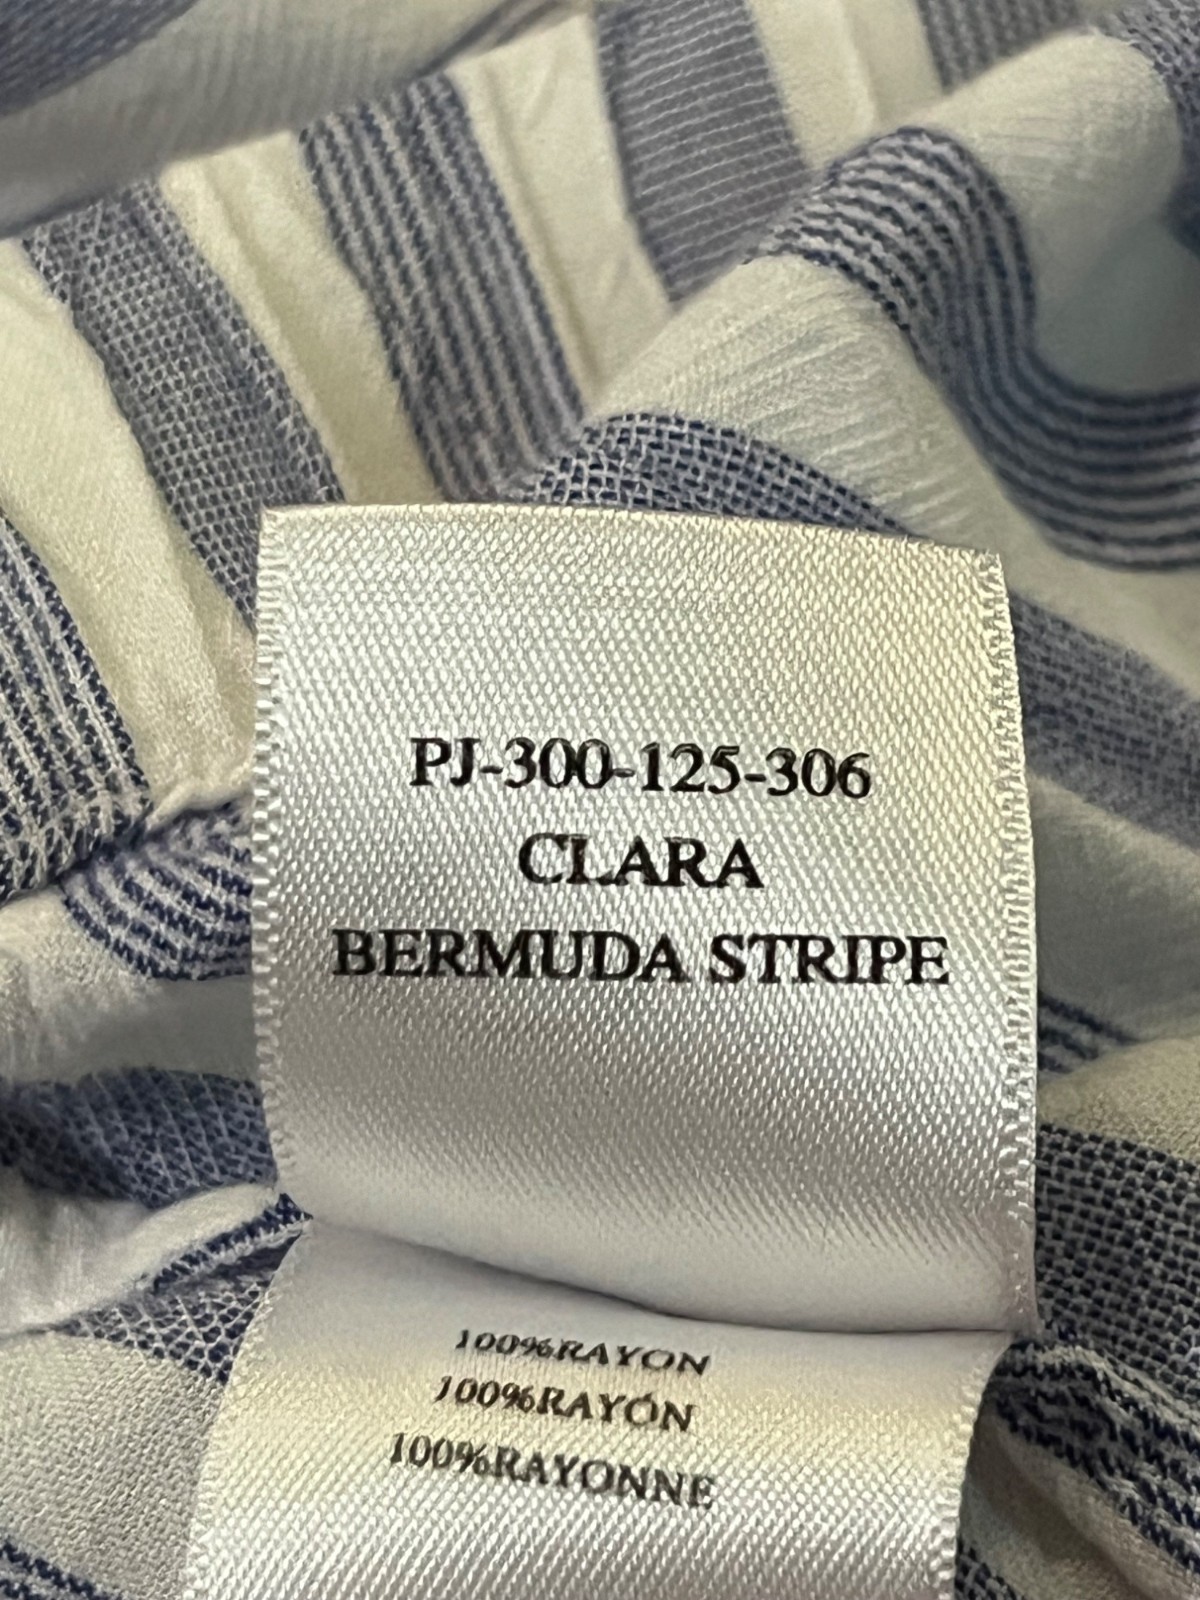 PJ-300-125-306
CLARA
BERMUDA STRIPE
100%RAYON
100%RAYÓN
100%RAYONNE